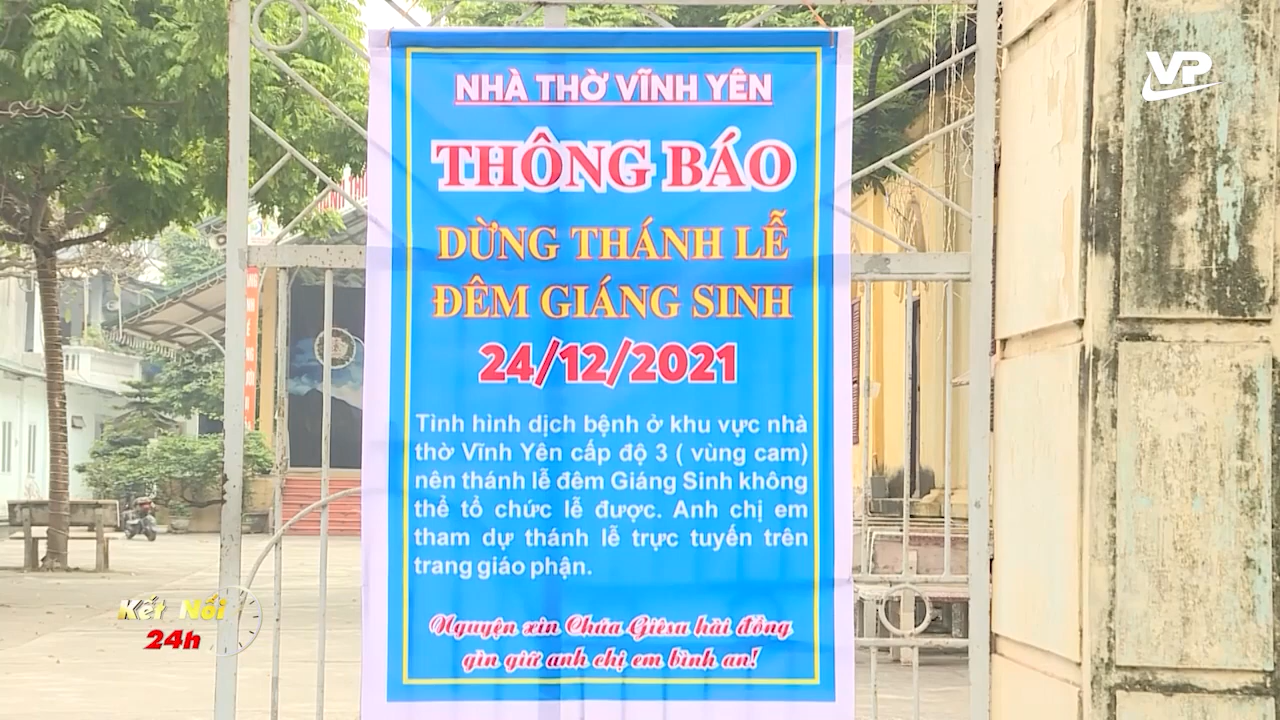 VP
NHÀ THỜ VĨNH YÊN
THÔNG BÁO
DỪNG THÁNH LỄ
ĐÊM GIÁNG SINH
24/12/2021
Tình hình dịch bệnh ở khu vực nhà
thờ Vĩnh Yên cấp độ 3 ( vùng cam)
nên thánh lễ đêm Giáng Sinh không
thể tổ chức lễ được. Anh chị em
tham dự thánh lễ trực tuyến trên
trang giáo phận.
Nguyện xin Chúa Giêsa hài đồng
gìn giữ anh chị em bình an!
Kết Nối
24h